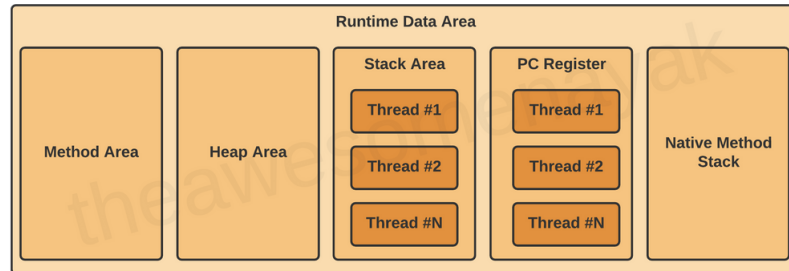 Runtime Data Area
Method Area
Heap Area
Stack Area
Thread #1
Thread #2
Thread #N
PC Register
Thread #1
Thread #2
Thread #N
Native Method
Stack
theawesomenayak